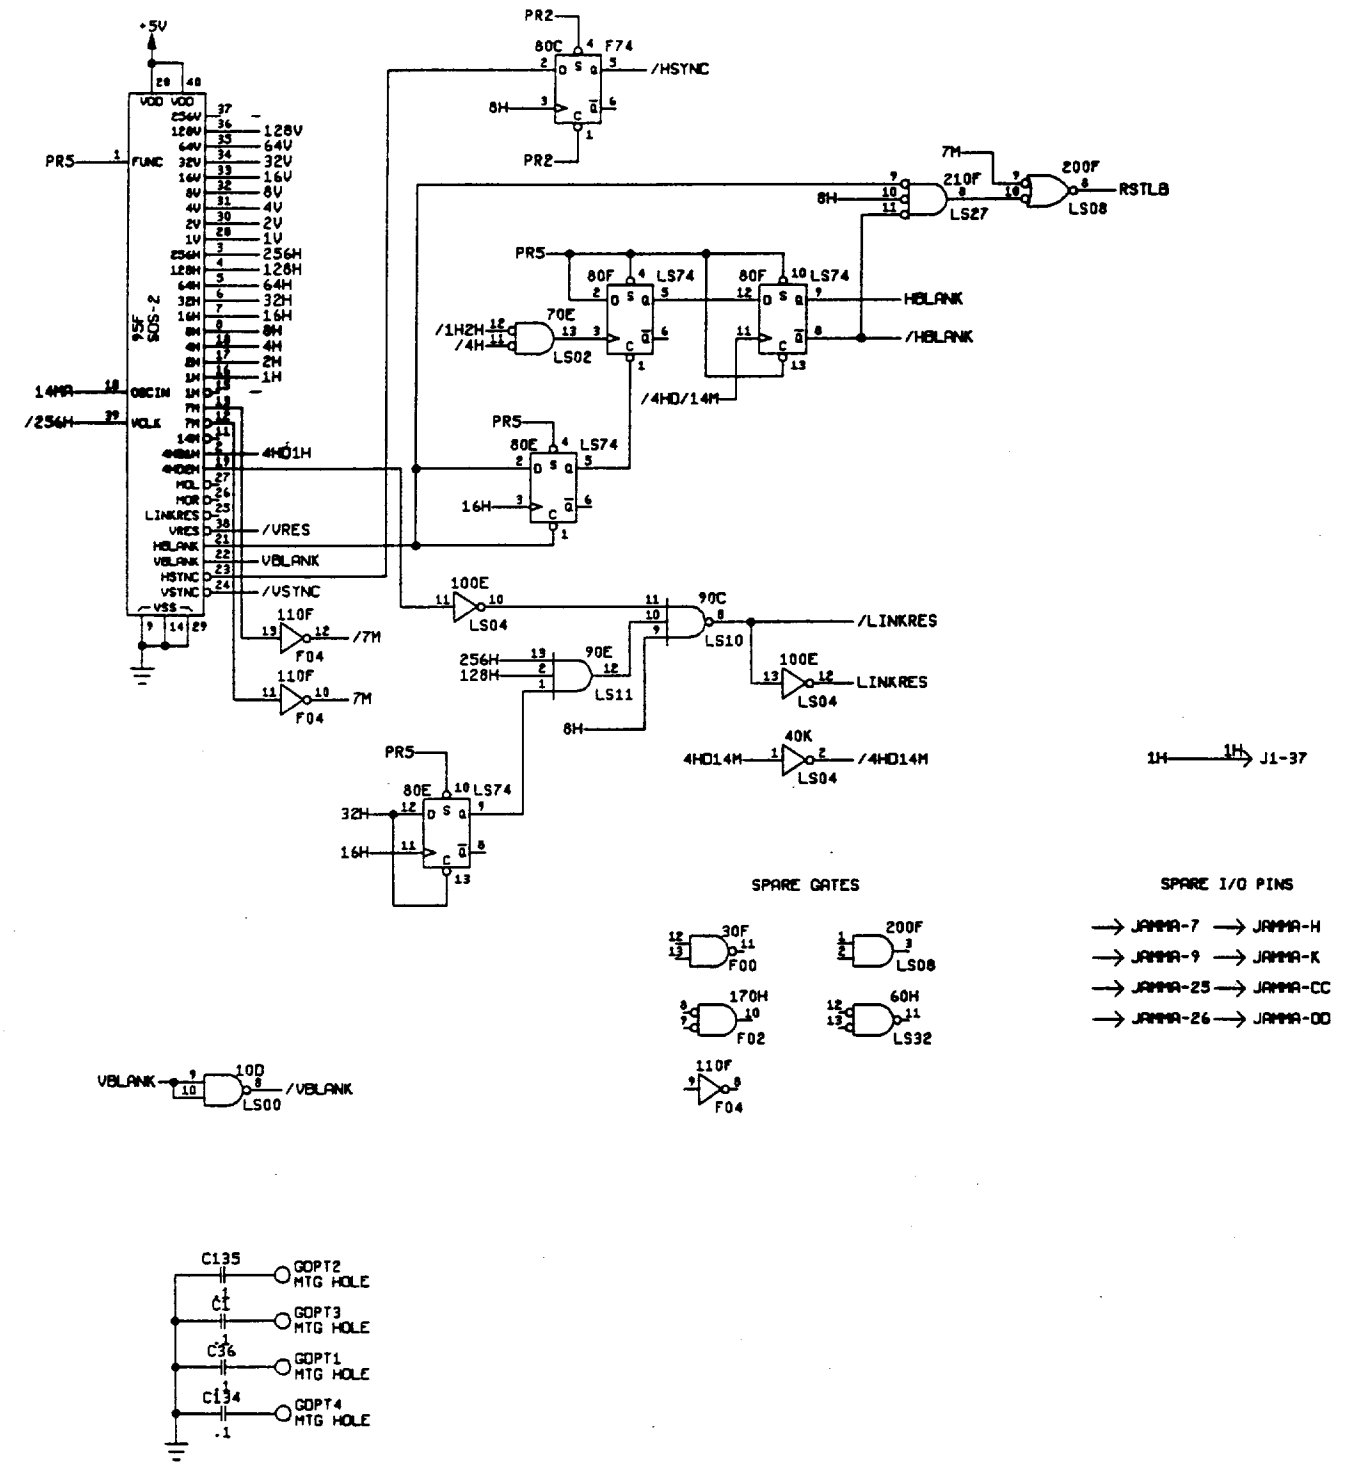 +5V
20 40
VDD VDD
PR5 1 FUNC
95F
SOS-2
14MA 18 OSCIN
/256H 39 VCLK
256V 37
128V 36 128V
64V 35 64V
32V 34 32V
16V 33 16V
8V 32 8V
4V 31 4V
2V 30 2V
1V 28 1V
256H 3 256H
128H 4 128H
64H 5 64H
32H 6 32H
16H 7 16H
8H 8 8H
4H 4H
2H 17 2H
1H 16 1H
1H 15
7M 13
7M 12
14M 11
2 4HD1H
19
MOL 27
MOR 26
LINKRES 25
VRES 38 /VRES
HBLANK 21
VBLANK 22 VBLANK
HSYNC 23
VSYNC 24 /VSYNC
VSS
9 14 29
110F
13 12 /7M
F04
110F
11 10 7M
F04
PR2
80C 4 F74
2 D S Q 5 /HSYNC
8H 3 Q 6
C
1
PR2
7M
9 210F 9 200F
8H 10 8 10 8 RSTLB
11 LS27 LS08
PR5
80F 4 LS74 80F 10 LS74
2 D S Q 5 12 D S Q 9 HBLANK
70E
/1H2H 12 13 3 Q 6 11 Q 8 /HBLANK
/4H 11 LS02 C C
1 13
/4HD/14M
PR5
80E 4 LS74
2 D S Q 5
16H 3 Q 6
C
1
100E
11 10
LS04
11 90C
10 8 /LINKRES
9 LS10
256H 13 90E
128H 2 12
1 LS11
8H
100E
13 12 LINKRES
LS04
40K
4HD14M 1 2 /4HD14M
LS04
1H 1H J1-37
PR5
80E 10 LS74
32H 12 D S Q 9
16H 11 Q 8
C
13
SPARE GATES
12 30F 11
13 F00
1 200F 3
2 LS08
8 170H 10
9 F02
12 60H 11
13 LS32
110F
9 8
F04
SPARE I/O PINS
JAMMA-7 JAMMA-H
JAMMA-9 JAMMA-K
JAMMA-25 JAMMA-CC
JAMMA-26 JAMMA-DD
VBLANK 9 10D 8 /VBLANK
10 LS00
C135 GDPT2
MTG HOLE
.1
C1 GDPT3
MTG HOLE
.1
C36 GDPT1
MTG HOLE
.1
C134 GDPT4
MTG HOLE
.1